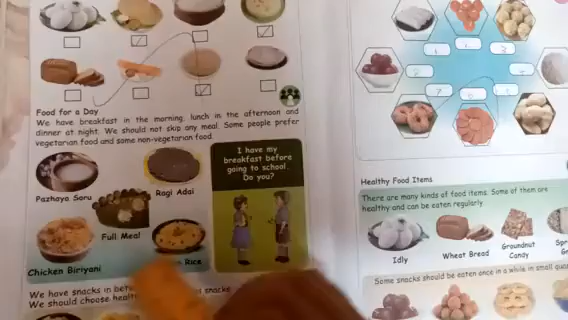 Food for a Day
We have breakfast in the morning, lunch in the afternoon and
dinner at night. We should not skip any meal. Some people prefer
vegetarian food and some non-vegetarian food.
I have my
breakfast before
going to school.
Do you?
Pazhaya Soru
Ragi Adai
Full Meal
Chicken Biriyani
Rice
We have snacks in
We should choose
Healthy Food Items
There are many kinds of food items. Some of them are
healthy and can be eaten regularly.
Idly
Wheat Bread
Groundnut
Candy
Some snacks should be eaten once in a while in small